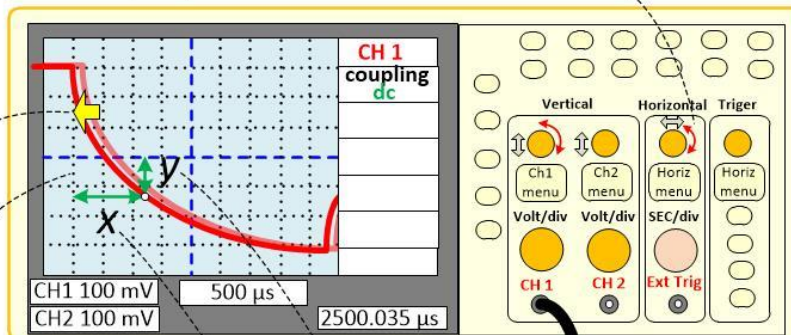 CH 1
coupling
dc
y
x
CH1 100 mV
500 µs
CH2 100 mV
2500.035 µs
Vertical
Horizontal
Triger
Ch1
menu
Ch2
menu
Horiz
menu
Horiz
menu
Volt/div
Volt/div
SEC/div
CH 1
CH 2
Ext Trig